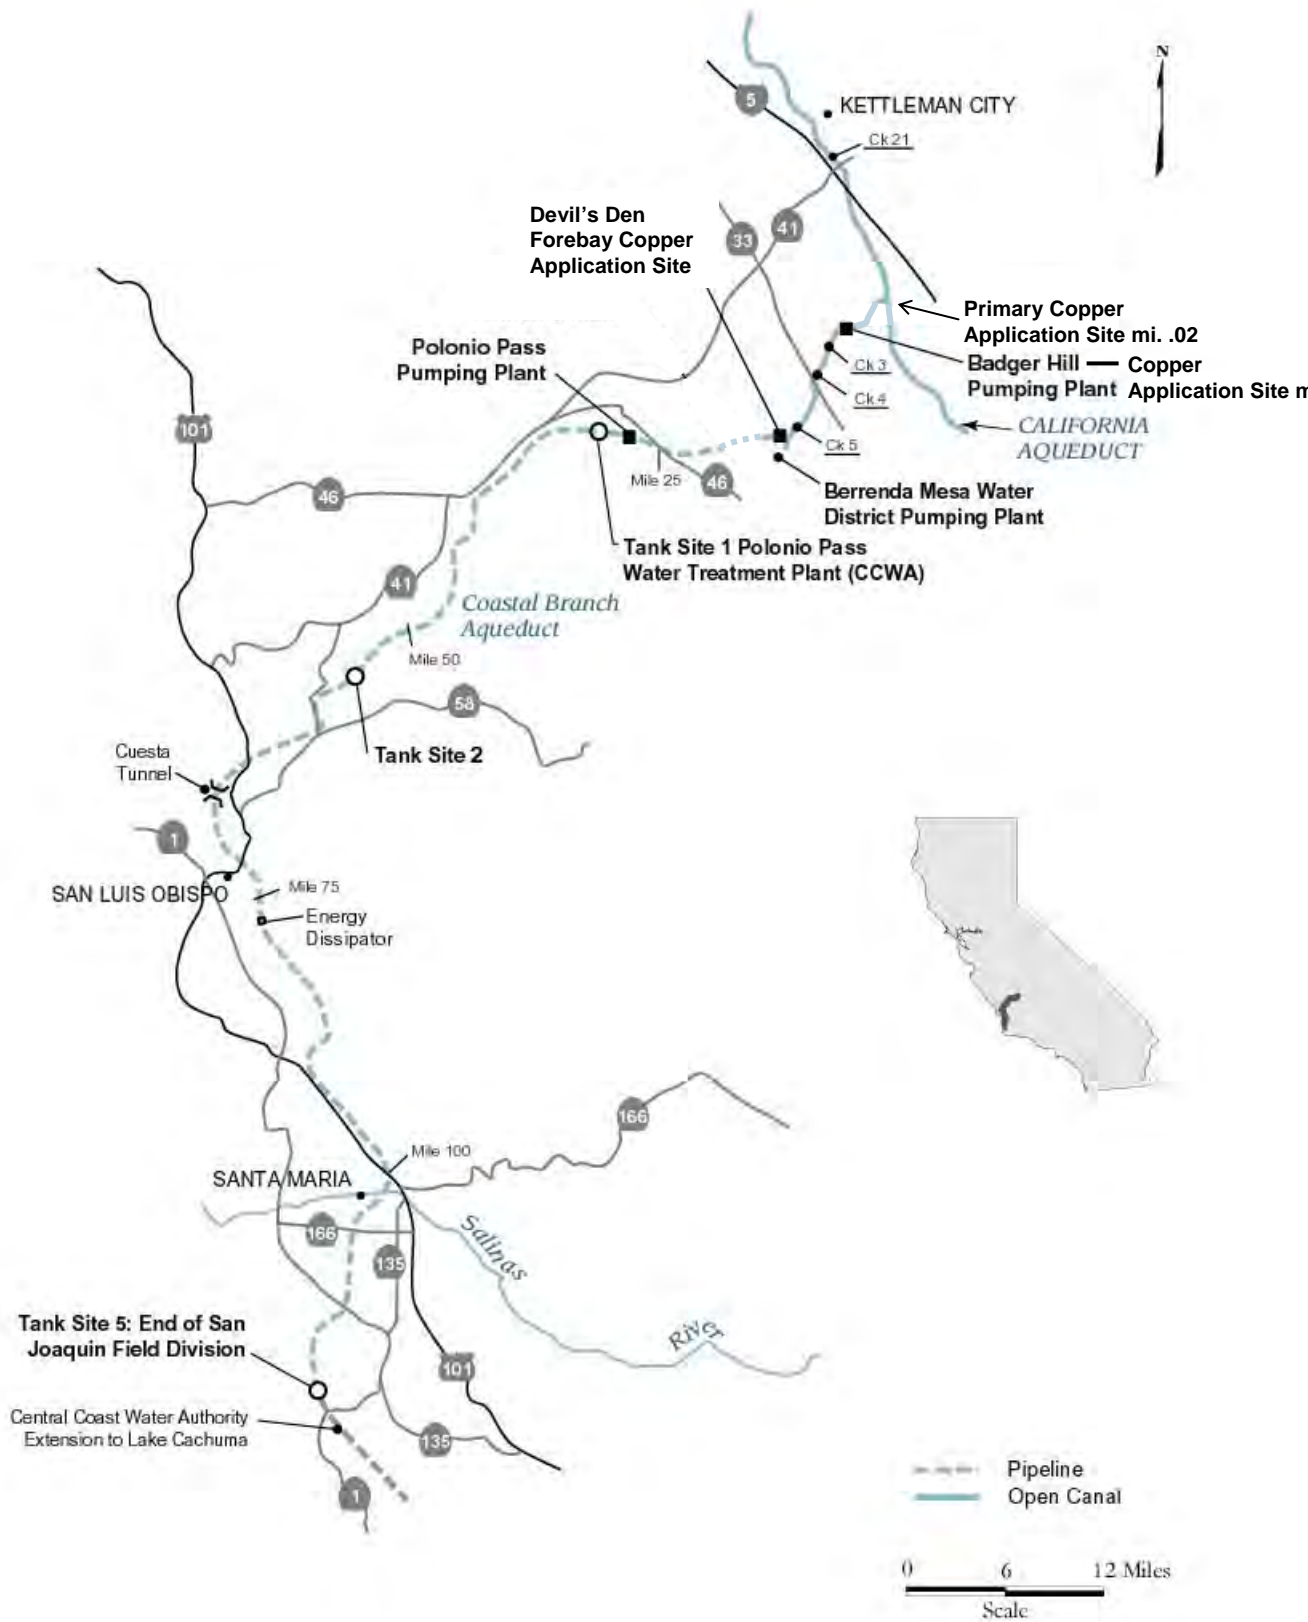 N
5
KETTLEMAN CITY
Ck 21
Devil's Den
Forebay Copper
Application Site
33
41
Primary Copper
Application Site mi. .02
Polonio Pass
Pumping Plant
Badger Hill
Pumping Plant
Copper
Application Site m
Ck 3
Ck 4
Ck 5
CALIFORNIA
AQUEDUCT
101
46
Mile 25
46
Berrenda Mesa Water
District Pumping Plant
Tank Site 1 Polonio Pass
Water Treatment Plant (CCWA)
41
Coastal Branch
Aqueduct
Mile 50
58
Tank Site 2
Cuesta
Tunnel
1
SAN LUIS OBISPO
Mile 75
Energy
Dissipator
166
Mile 100
SANTA MARIA
166
135
Salinas
River
Tank Site 5: End of San
Joaquin Field Division
101
Central Coast Water Authority
Extension to Lake Cachuma
135
1
Pipeline
Open Canal
0 6 12 Miles
Scale